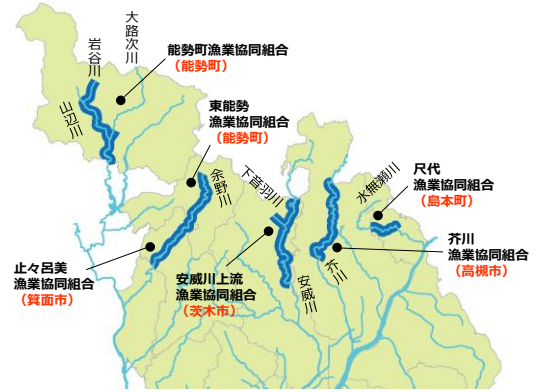 大路次川
岩谷川
山辺川
能勢町漁業協同組合
（能勢町）
東能勢
漁業協同組合
（能勢町）
余野川
下音羽川
水無瀬川
尺代
漁業協同組合
（島本町）
芥川
漁業協同組合
（高槻市）
止々呂美
漁業協同組合
（箕面市）
安威川上流
漁業協同組合
（茨木市）
安威川
芥川